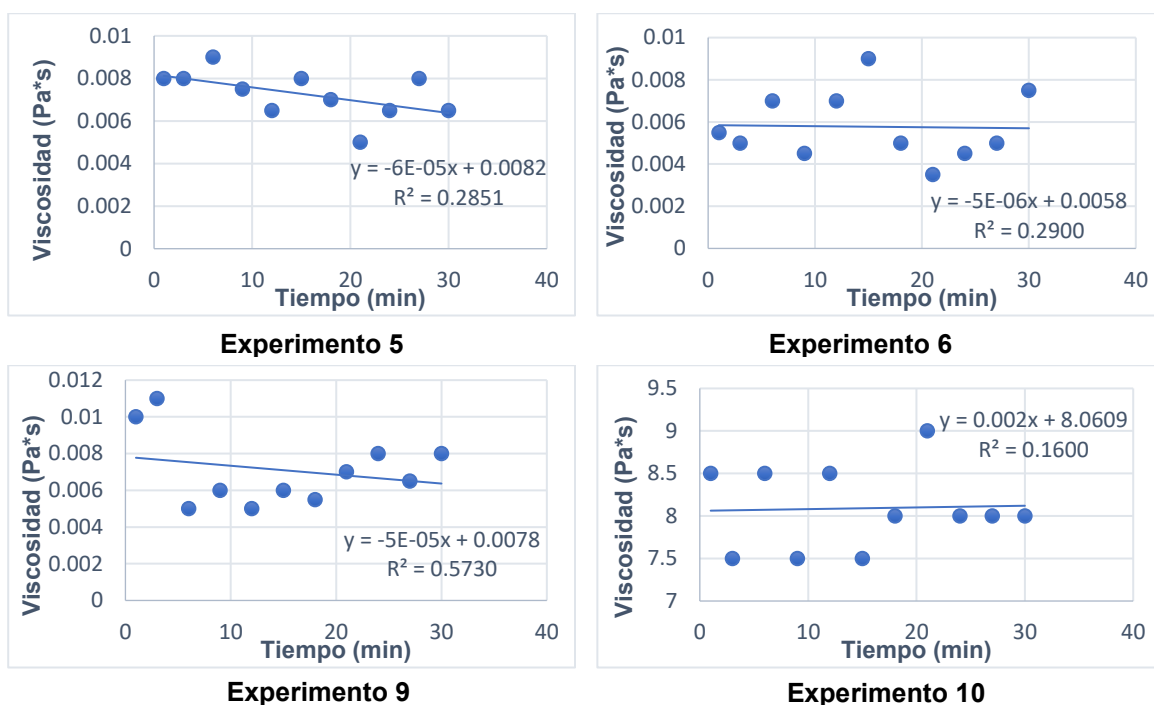 0.01
0.008
0.006
0.004
0.002
0
Viscosidad (Pa*s)
y = -6E-05x + 0.0082
R² = 0.2851
0 10 20 30 40
Tiempo (min)
Experimento 5
0.01
0.008
0.006
0.004
0.002
0
Viscosidad (Pa*s)
y = -5E-06x + 0.0058
R² = 0.2900
0 10 20 30 40
Tiempo (min)
Experimento 6
0.012
0.01
0.008
0.006
0.004
0.002
0
Viscosidad (Pa*s)
y = -5E-05x + 0.0078
R² = 0.5730
0 10 20 30 40
Tiempo (min)
Experimento 9
9.5
9
8.5
8
7.5
7
Viscosidad (Pa*s)
y = 0.002x + 8.0609
R² = 0.1600
0 10 20 30 40
Tiempo (min)
Experimento 10